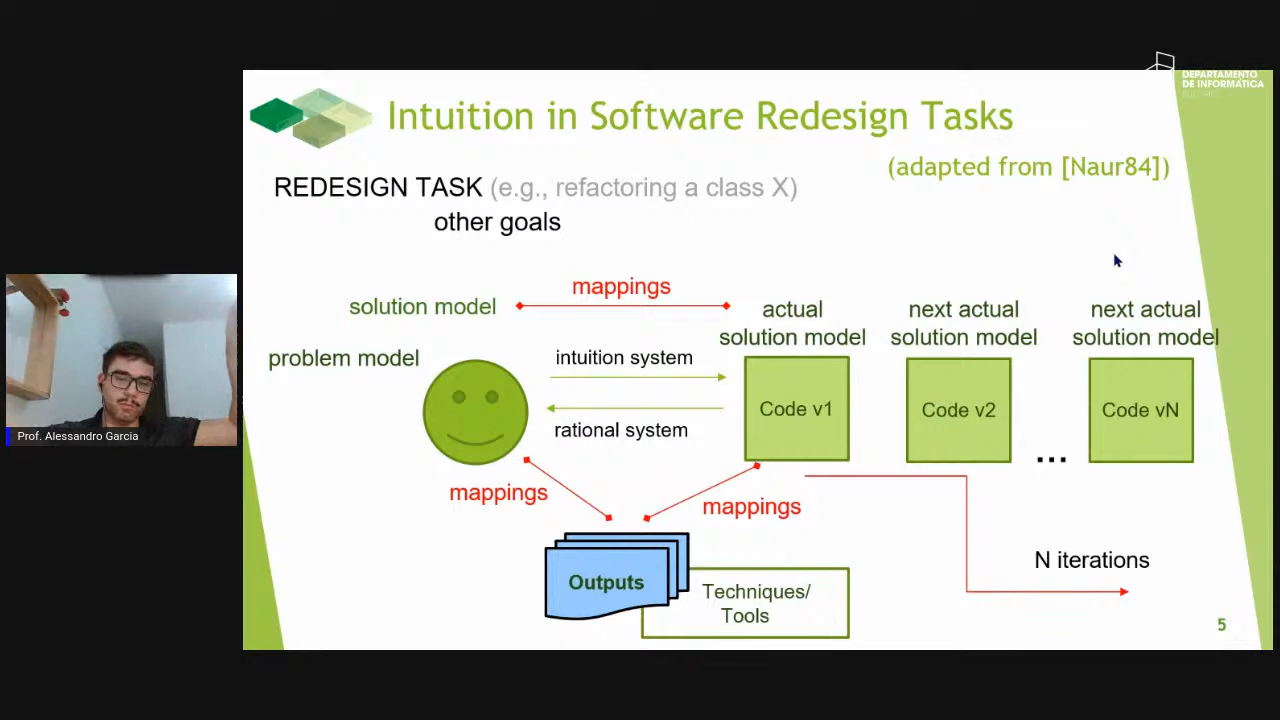 DEPARTAMENTO
DE INFORMÁTICA
Intuition in Software Redesign Tasks
(adapted from [Naur84])
REDESIGN TASK (e.g., refactoring a class X)
other goals
mappings
solution model
actual
solution model
next actual
solution model
next actual
solution model
problem model
intuition system
Code v1
Code v2
Code vN
rational system
...
Prof. Alessandro Garcia
mappings
mappings
N iterations
Outputs
Techniques/
Tools
5